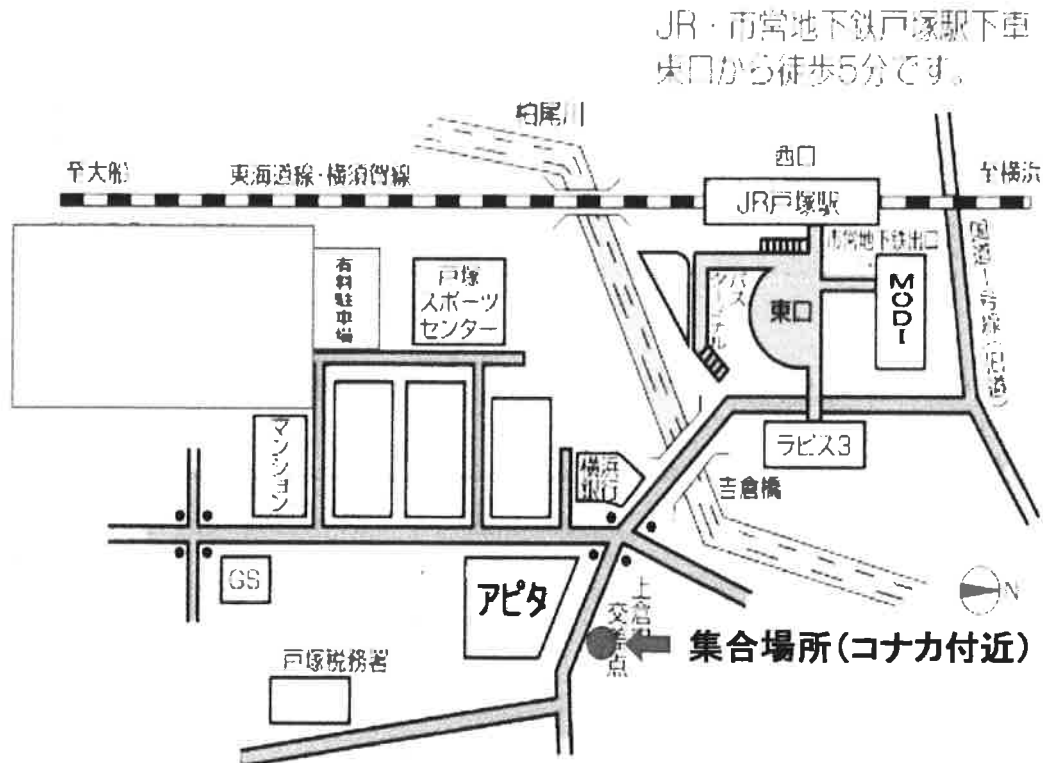 JR・市営地下鉄戸塚駅下車
東口から徒歩5分です。
柏尾川
至大船
東海道線・横須賀線
西口
JR戸塚駅
至横浜
市営地下鉄出口
国道1号線(旧道)
有料駐車場
戸塚
スポーツ
センター
バス
ターミナル
東口
MODI
マンション
横浜
銀行
ラピス3
吉倉橋
GS
アピタ
交差点
N
集合場所(コナカ付近)
戸塚税務署